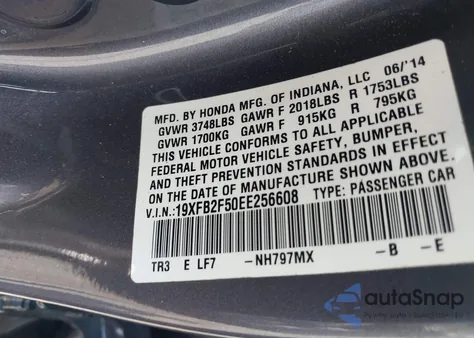 MFD. BY HONDA MFG. OF INDIANA, LLC 06/'14
GVWR 3748LBS GAWR F 2018LBS R 1753LBS
GVWR 1700KG GAWR F 915KG R 795KG
THIS VEHICLE CONFORMS TO ALL APPLICABLE
FEDERAL MOTOR VEHICLE SAFETY, BUMPER,
AND THEFT PREVENTION STANDARDS IN EFFECT
ON THE DATE OF MANUFACTURE SHOWN ABOVE.
V.I.N.: 19XFB2F50EE256608 TYPE: PASSENGER CAR
TR3 E LF7 -NH797MX -B -E
autoSnap